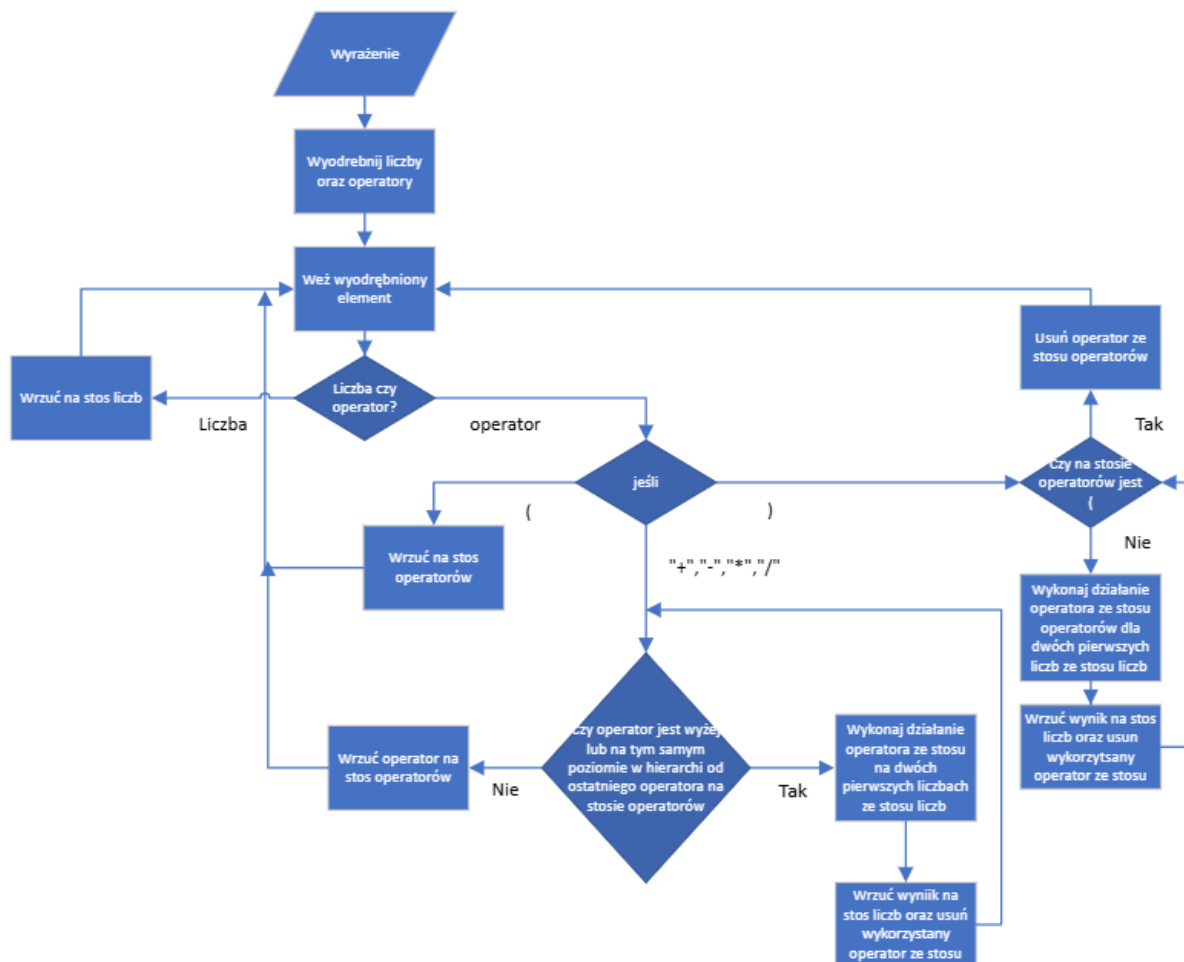 Wyrażenie
Wyodrebnij liczby
oraz operatory
Weź wyodrębniony
element
Liczba czy
operator?
Wrzuć na stos liczb
Liczba
operator
jeśli
(
)
"+","-","*","/"
Wrzuć na stos
operatorów
Usuń operator ze
stosu operatorów
Tak
Czy na stosie
operatorów jest
(
Nie
Wykonaj działanie
operatora ze stosu
operatorów dla
dwóch pierwszych
liczb ze stosu liczb
Wrzuć wynik na stos
liczb oraz usun
wykorzytsany
operator ze stosu
Czy operator jest wyżej
lub na tym samym
poziomie w hierarchi od
ostatniego operatora na
stosie operatorów
Nie
Tak
Wrzuć operator na
stos operatorów
Wykonaj działanie
operatora ze stosu
na dwóch
pierwszych liczbach
ze stosu liczb
Wrzuć wyniik na
stos liczb oraz usuń
wykorzystany
operator ze stosu